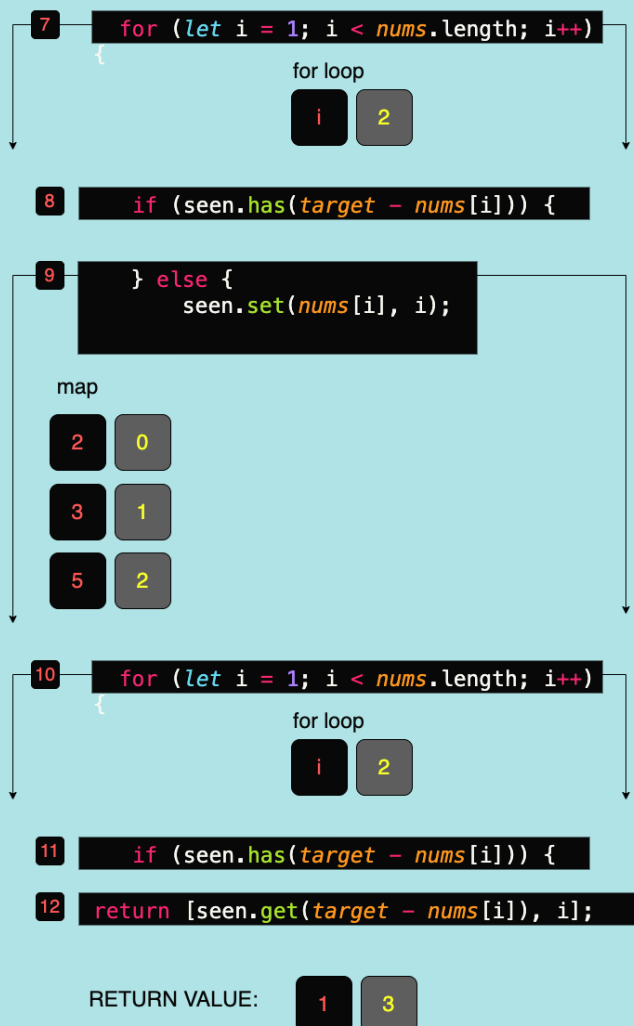 7 for (let i = 1; i < nums.length; i++)
{
for loop
i 2
8 if (seen.has(target - nums[i])) {
9 } else {
seen.set(nums[i], i);
map
2 0
3 1
5 2
10 for (let i = 1; i < nums.length; i++)
{
for loop
i 2
11 if (seen.has(target - nums[i])) {
12 return [seen.get(target - nums[i]), i];
RETURN VALUE: 1 3